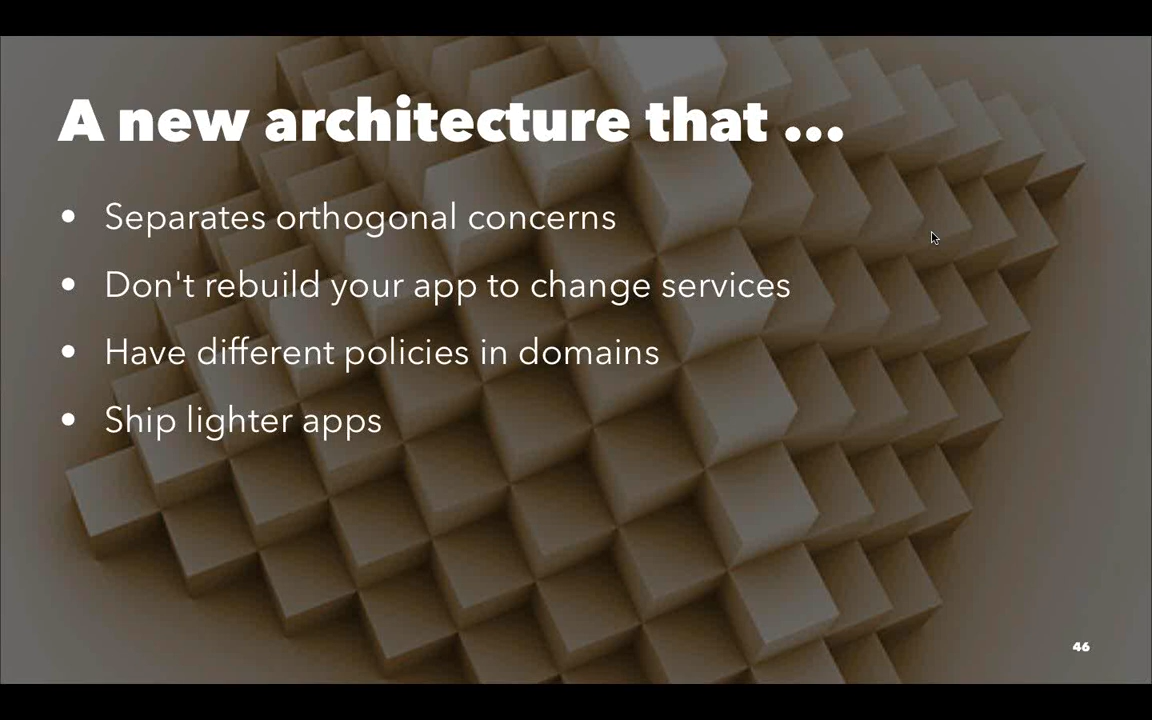 A new architecture that ...
• Separates orthogonal concerns
• Don't rebuild your app to change services
• Have different policies in domains
• Ship lighter apps
46